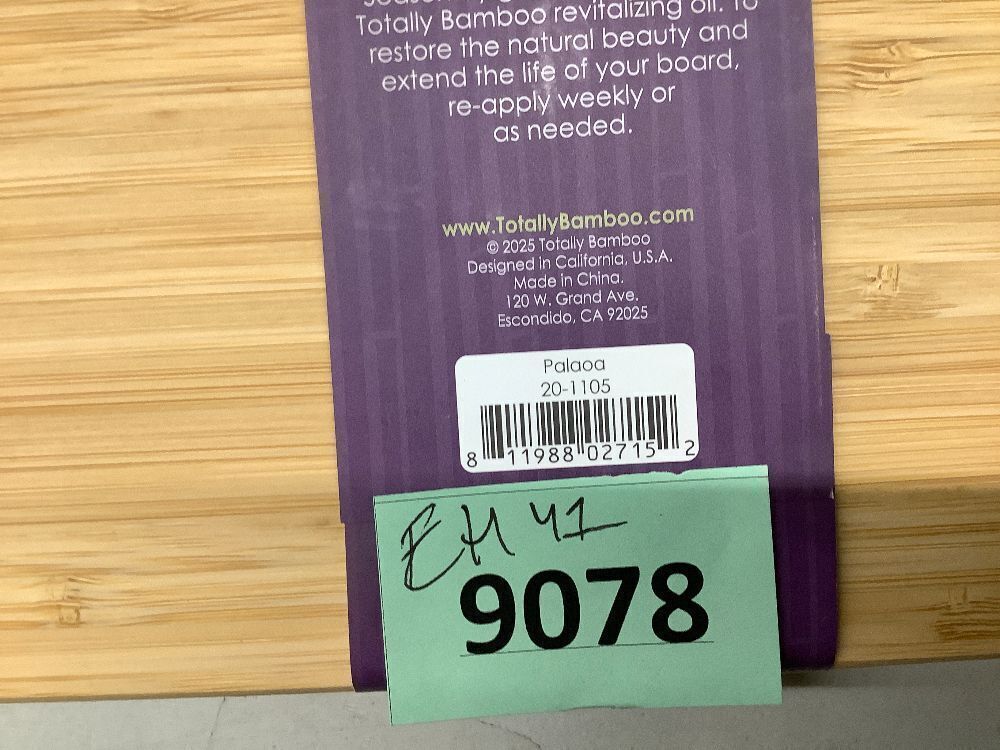 Totally Bamboo revitalizing oil. To
restore the natural beauty and
extend the life of your board,
re-apply weekly or
as needed.
www.TotallyBamboo.com
© 2025 Totally Bamboo
Designed in California, U.S.A.
Made in China.
120 W. Grand Ave.
Escondido, CA 92025
Palaoa
20-1105
8 11988 02715 2
EH 41
9078